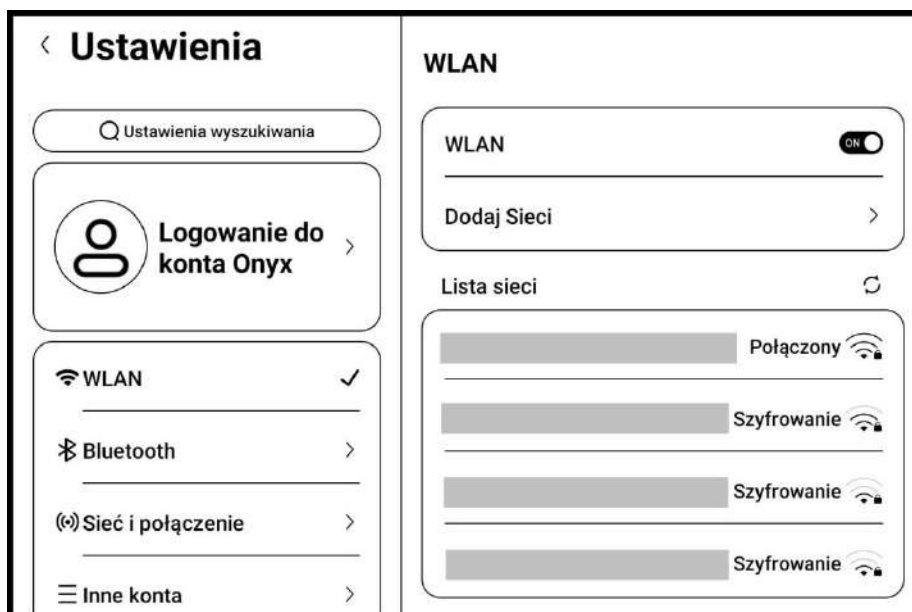 Ustawienia
Ustawienia wyszukiwania
Logowanie do
konta Onyx
WLAN
Bluetooth
Sieć i połączenie
Inne konta
WLAN
WLAN
ON
Dodaj Sieci
Lista sieci
Połączony
Szyfrowanie
Szyfrowanie
Szyfrowanie